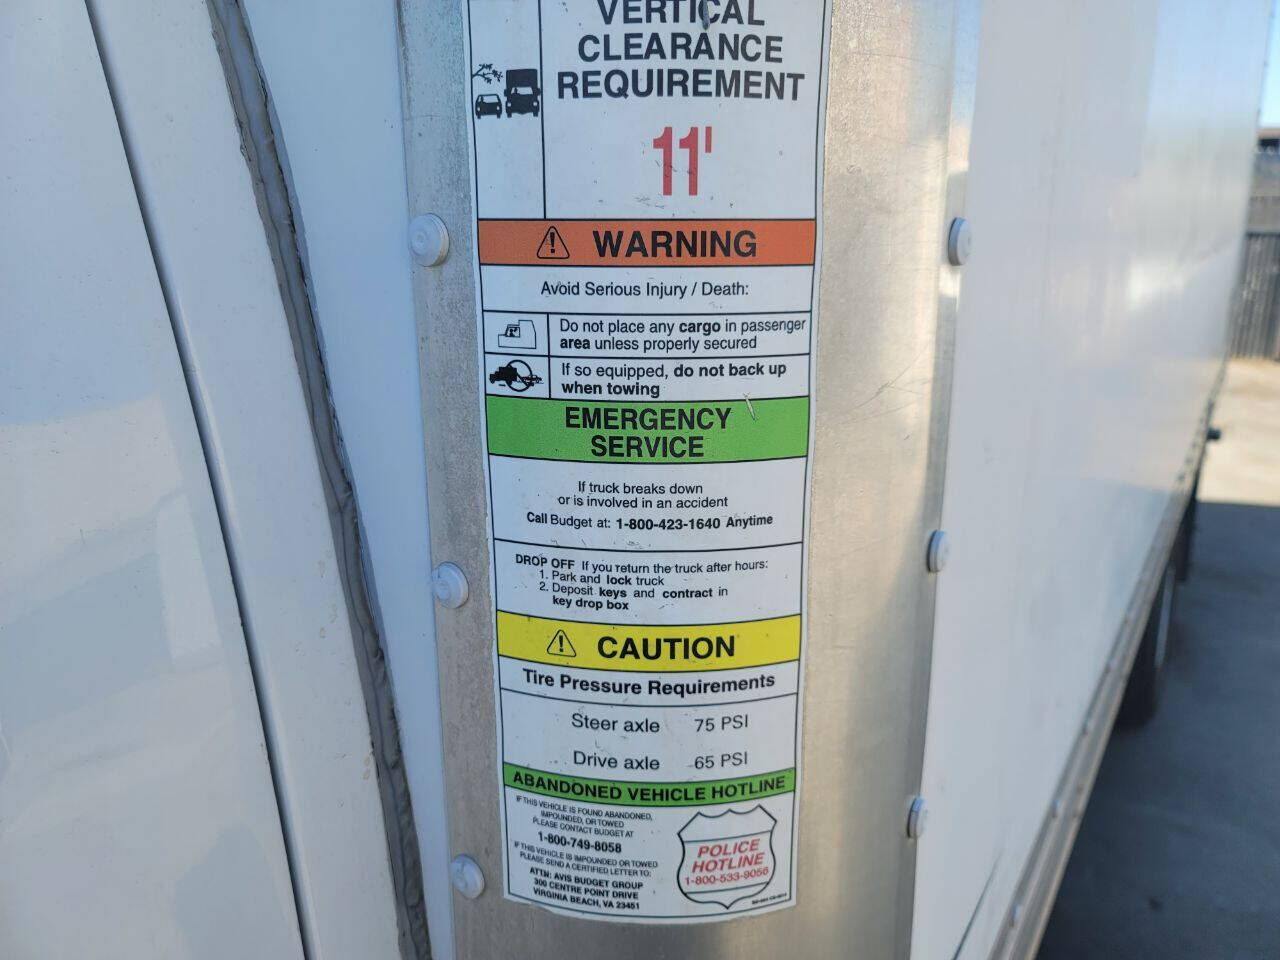 VERTICAL
CLEARANCE
REQUIREMENT
11'
WARNING
Avoid Serious Injury / Death:
Do not place any cargo in passenger
area unless properly secured
If so equipped, do not back up
when towing
EMERGENCY
SERVICE
If truck breaks down
or is involved in an accident
Call Budget at: 1-800-423-1640 Anytime
DROP OFF If you return the truck after hours:
1. Park and lock truck
2. Deposit keys and contract in
key drop box
CAUTION
Tire Pressure Requirements
Steer axle 75 PSI
Drive axle 65 PSI
ABANDONED VEHICLE HOTLINE
IF THIS VEHICLE IS FOUND ABANDONED,
IMPOUNDED, OR TOWED
PLEASE CONTACT BUDGET AT
1-800-749-8058
IF THIS VEHICLE IS IMPOUNDED OR TOWED
PLEASE SEND A CERTIFIED LETTER TO:
ATTN: AVIS BUDGET GROUP
300 CENTRE POINT DRIVE
VIRGINIA BEACH, VA 23451
POLICE
HOTLINE
1-800-533-9056